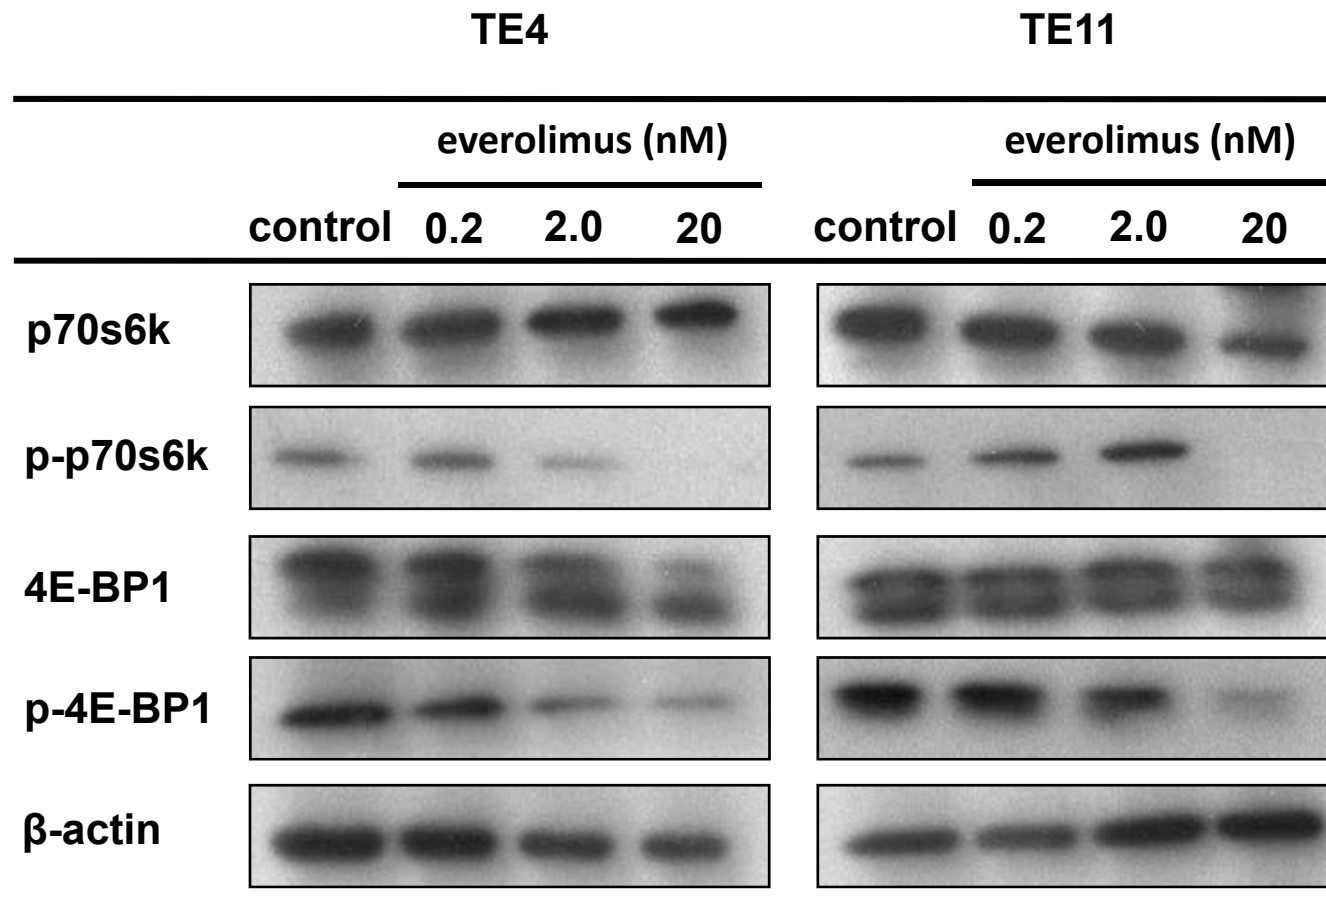 TE4 TE11
everolimus (nM) everolimus (nM)
control 0.2 2.0 20 control 0.2 2.0 20
p70s6k
p-p70s6k
4E-BP1
p-4E-BP1
β-actin